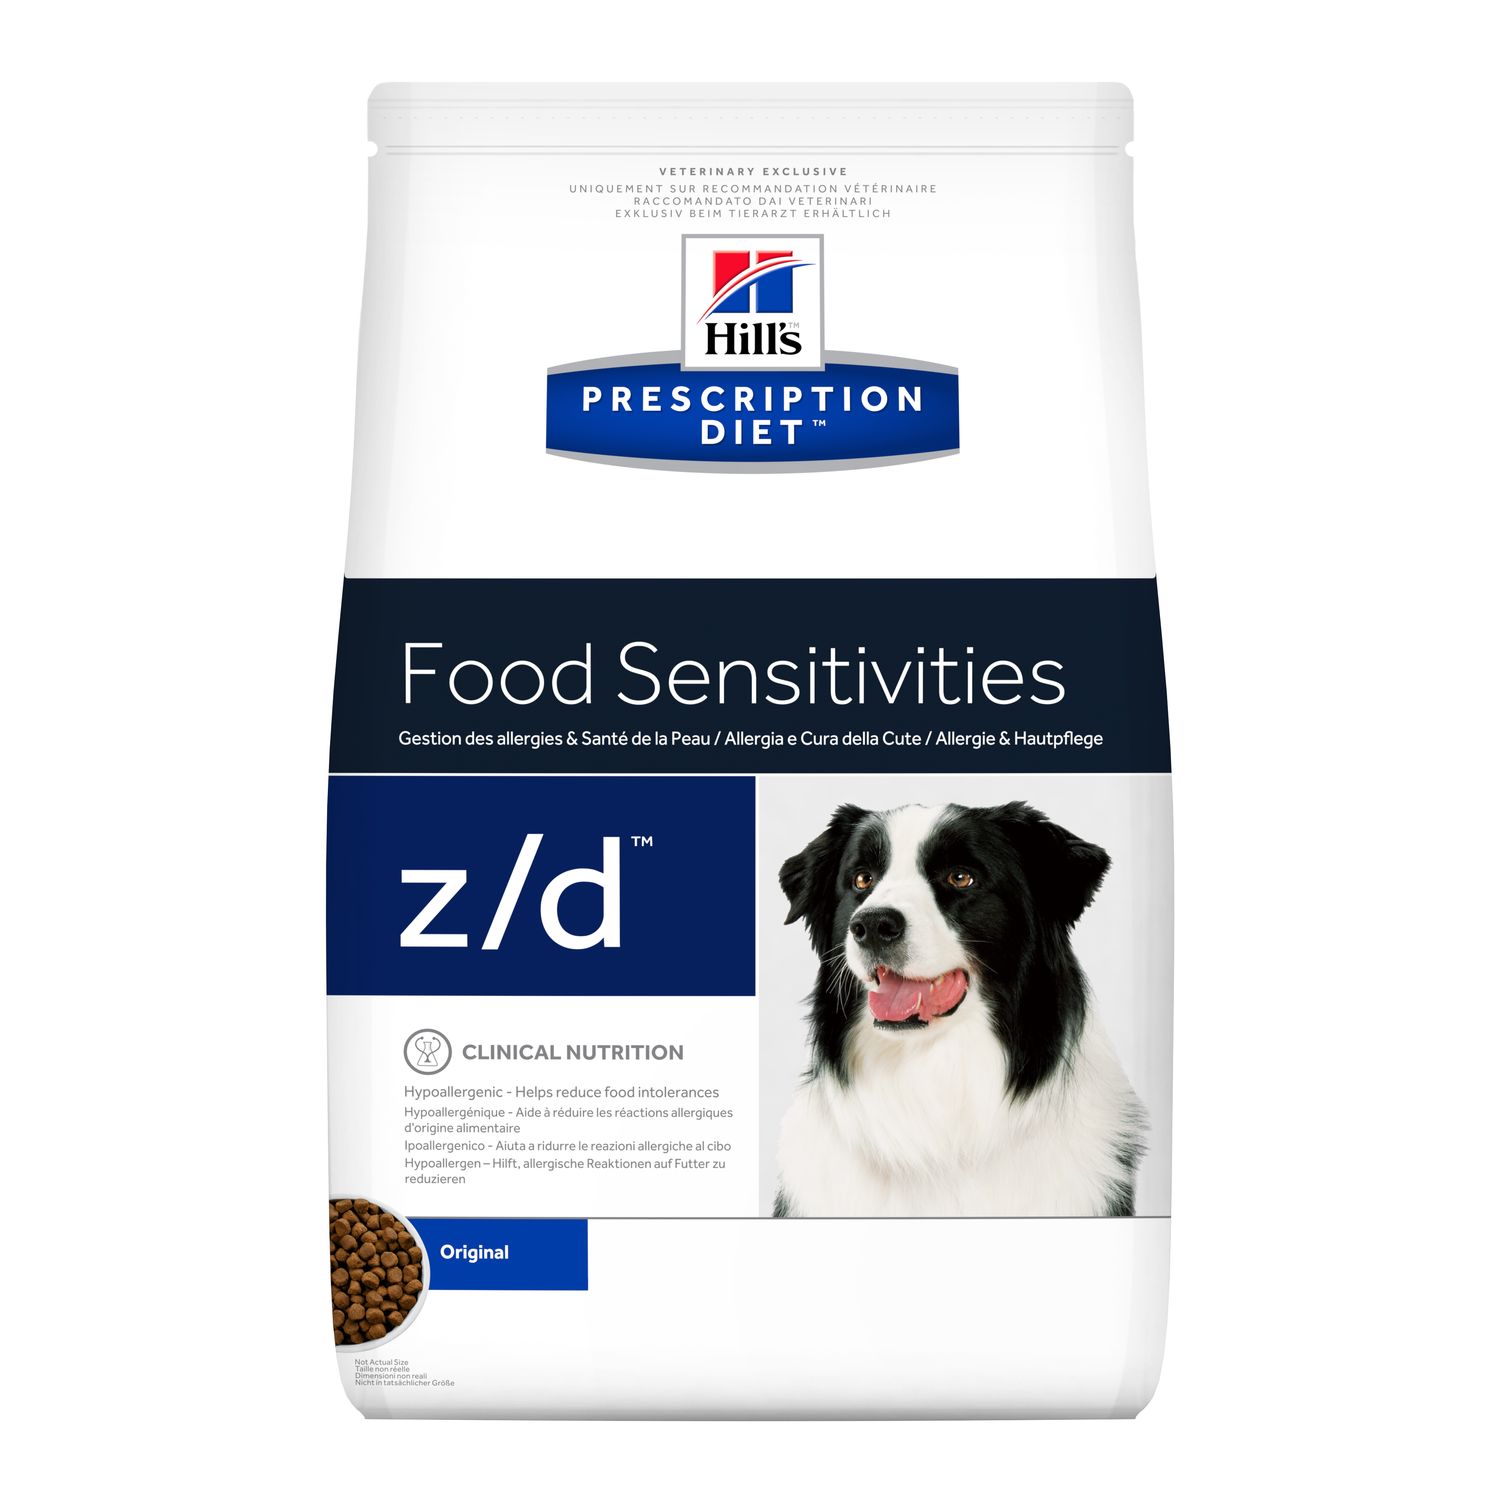 VETERINARY EXCLUSIVE
UNIQUEMENT SUR RECOMMANDATION VÉTÉRINAIRE
RACCOMANDATO DAI VETERINARI
EXKLUSIV BEIM TIERARZT ERHÄLTLICH
Hill's™
PRESCRIPTION
DIET™
Food Sensitivities
Gestion des allergies & Santé de la Peau / Allergia e Cura della Cute / Allergie & Hautpflege
z/d™
CLINICAL NUTRITION
Hypoallergenic - Helps reduce food intolerances
Hypoallergénique - Aide à réduire les réactions allergiques
d'origine alimentaire
Ipoallergenico - Aiuta a ridurre le reazioni allergiche al cibo
Hypoallergen – Hilft, allergische Reaktionen auf Futter zu
reduzieren
Original
Not Actual Size
Taille non réelle
Dimensioni non reali
Nicht in tatsächlicher Größe